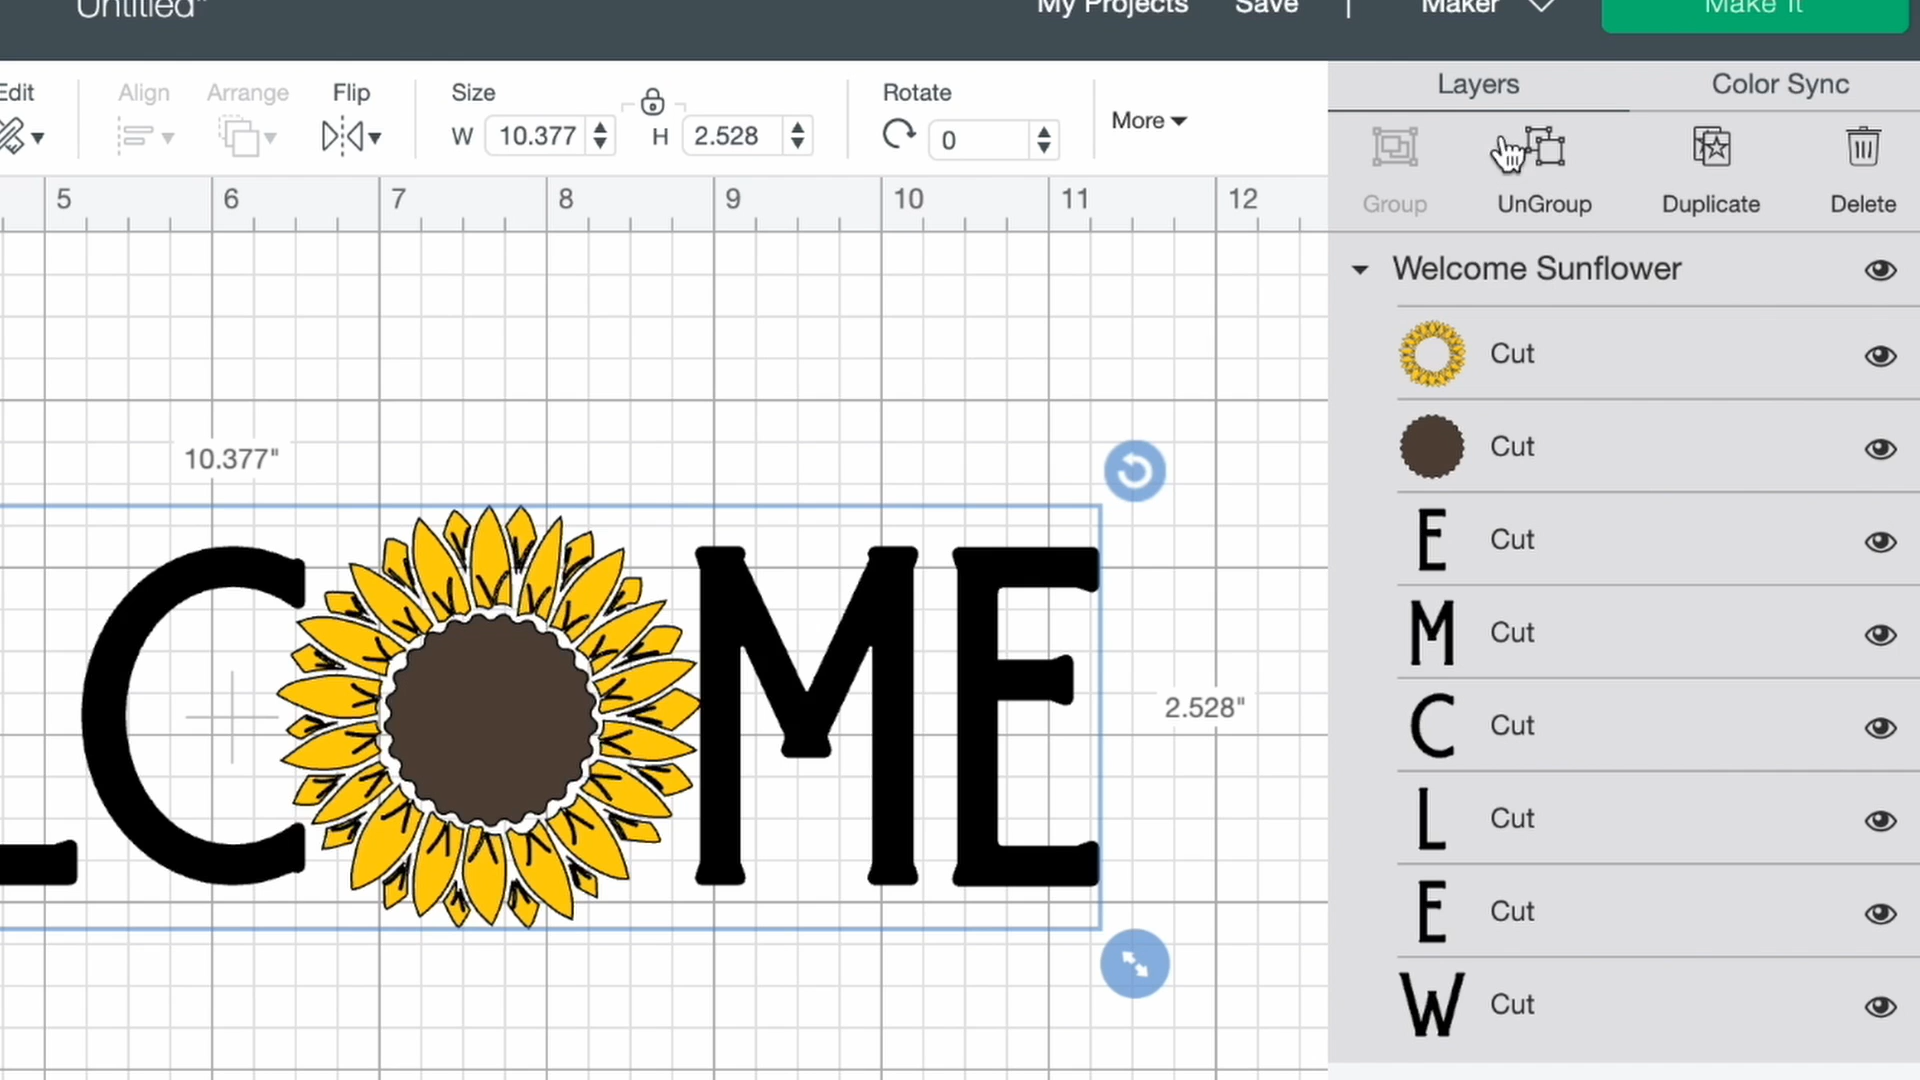 Untitled*
My Projects Save | Maker Make It
Edit Align Arrange Flip Size Rotate More
W 10.377 H 2.528 0
Layers Color Sync
Group UnGroup Duplicate Delete
5 6 7 8 9 10 11 12
Welcome Sunflower
Cut
Cut
E Cut
M Cut
C Cut
L Cut
E Cut
W Cut
10.377"
LC ME
2.528"